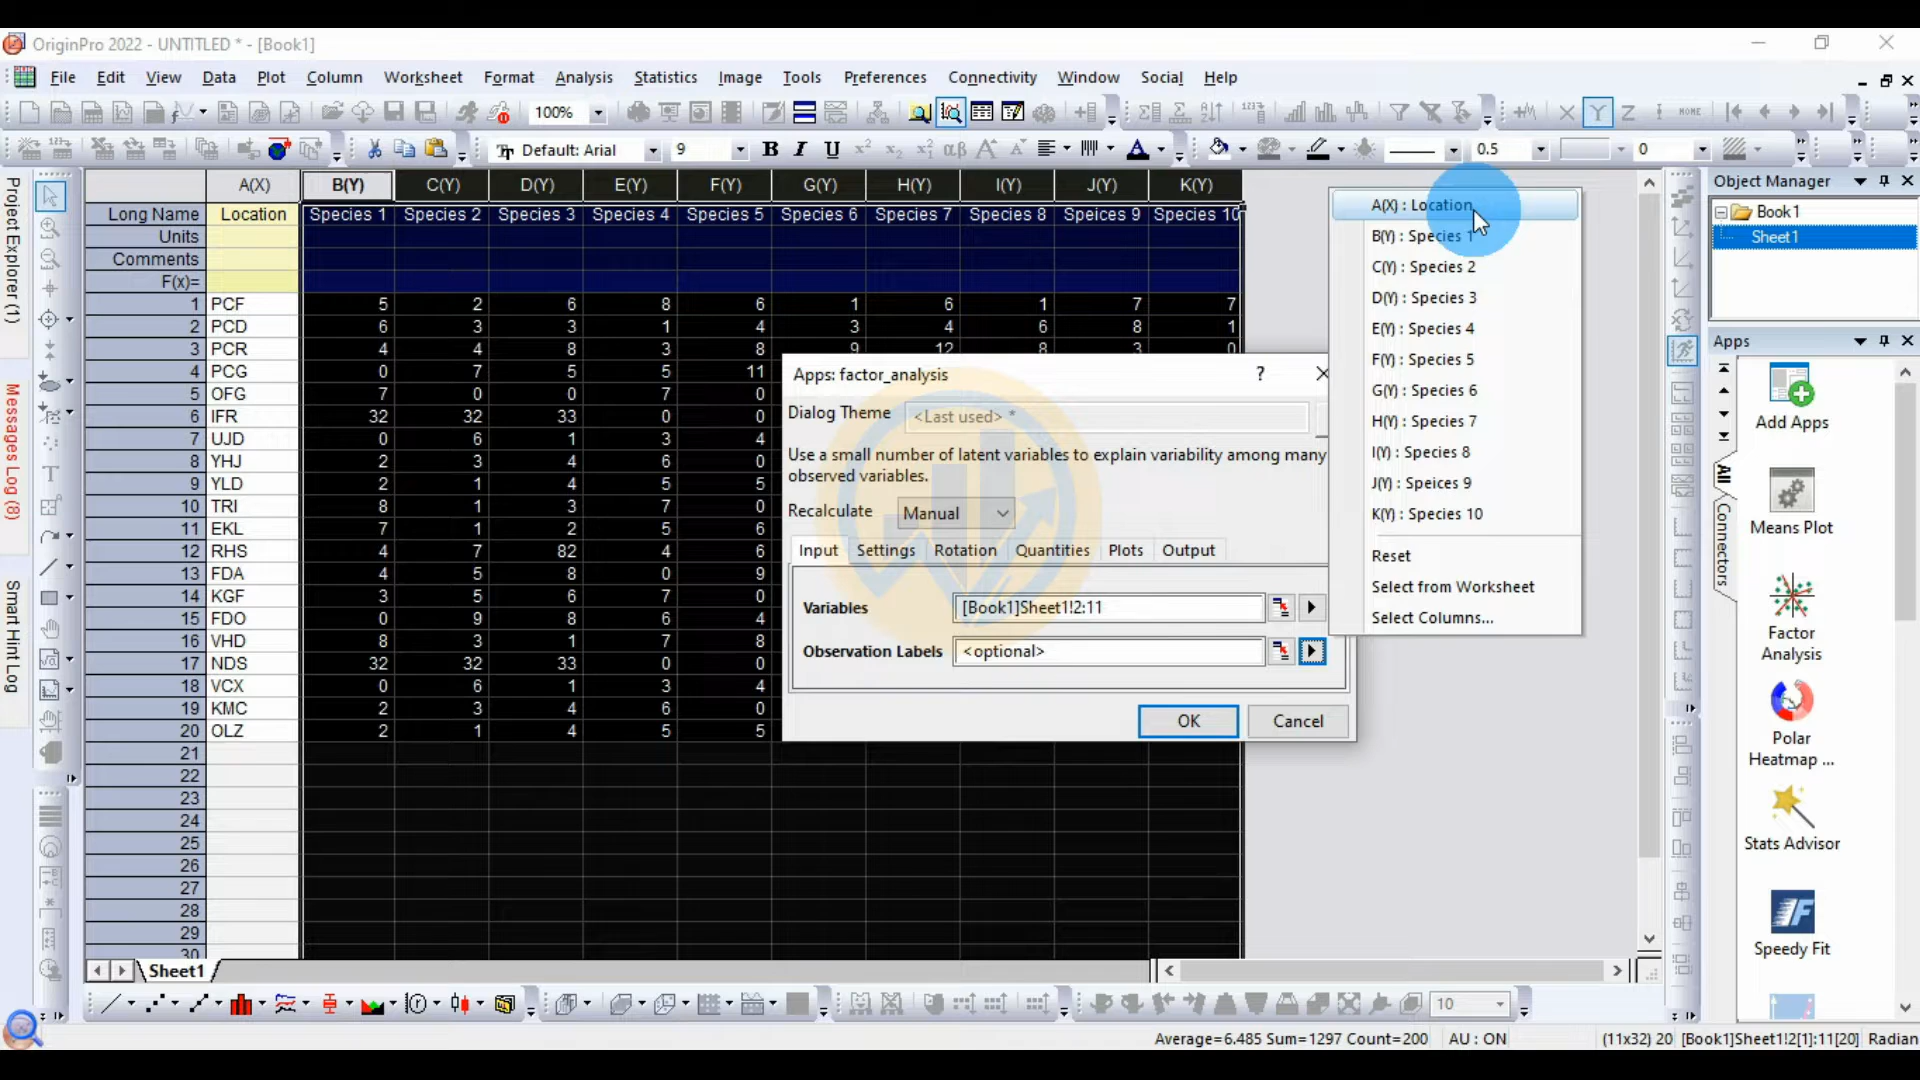 OriginPro 2022 - UNTITLED * - [Book1]
File Edit View Data Plot Column Worksheet Format Analysis Statistics Image Tools Preferences Connectivity Window Social Help
100% Y Z HOME
Default: Arial 9 B I U αβ A 0.5 0
A(X) B(Y) C(Y) D(Y) E(Y) F(Y) G(Y) H(Y) I(Y) J(Y) K(Y)
Long Name Location Species 1 Species 2 Species 3 Species 4 Species 5 Species 6 Species 7 Species 8 Speices 9 Species 10
Units
Comments
F(x)=
1 PCF 5 2 6 8 6 1 6 1 7 7
2 PCD 6 3 3 1 4 3 4 6 8 1
3 PCR 4 4 8 3 8 9 12 8 3 0
4 PCG 0 7 5 5 11
5 OFG 7 0 0 7 0
6 IFR 32 32 33 0 0
7 UJD 0 6 1 3 4
8 YHJ 2 3 4 6 0
9 YLD 2 1 4 5 5
10 TRI 8 1 3 7 0
11 EKL 7 1 2 5 6
12 RHS 4 7 82 4 6
13 FDA 4 5 8 0 9
14 KGF 3 5 6 7 0
15 FDO 0 9 8 6 4
16 VHD 8 3 1 7 8
17 NDS 32 32 33 0 0
18 VCX 0 6 1 3 4
19 KMC 2 3 4 6 0
20 OLZ 2 1 4 5 5
21
22
23
24
25
26
27
28
29
30
Sheet1
Apps: factor_analysis ?
Dialog Theme <Last used> *
Use a small number of latent variables to explain variability among many
observed variables.
Recalculate Manual
Input Settings Rotation Quantities Plots Output
Variables [Book1]Sheet1!2:11
Observation Labels <optional>
OK Cancel
A(X) : Location
B(Y) : Species 1
C(Y) : Species 2
D(Y) : Species 3
E(Y) : Species 4
F(Y) : Species 5
G(Y) : Species 6
H(Y) : Species 7
I(Y) : Species 8
J(Y) : Speices 9
K(Y) : Species 10
Reset
Select from Worksheet
Select Columns...
Project Explorer (1)
Messages Log (8)
Smart Hint Log
Object Manager
Book1
Sheet1
Apps
All
Connectors
Add Apps
Means Plot
Factor
Analysis
Polar
Heatmap ...
Stats Advisor
Speedy Fit
10
Average=6.485 Sum=1297 Count=200 AU : ON (11x32) 20 [Book1]Sheet1!2[1]:11[20] Radian